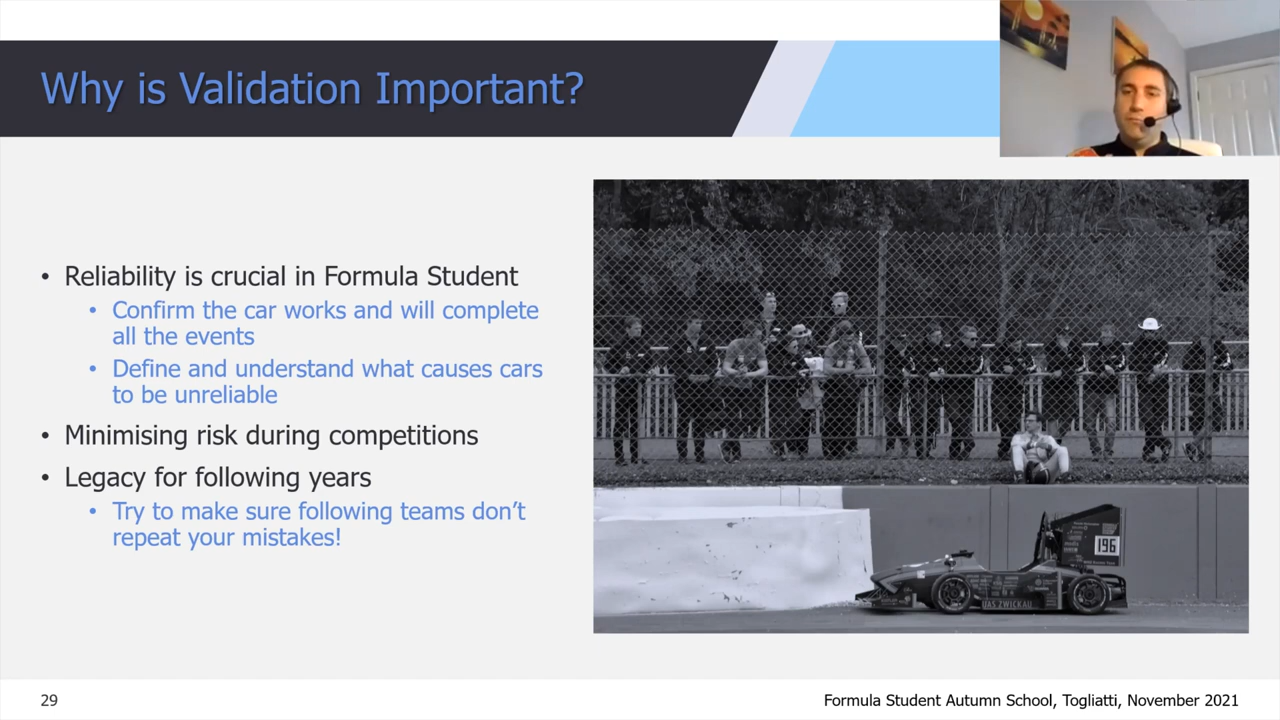 Why is Validation Important?
• Reliability is crucial in Formula Student
• Confirm the car works and will complete
all the events
• Define and understand what causes cars
to be unreliable
• Minimising risk during competitions
• Legacy for following years
• Try to make sure following teams don’t
repeat your mistakes!
196
UAS ZWICKAU
29
Formula Student Autumn School, Togliatti, November 2021